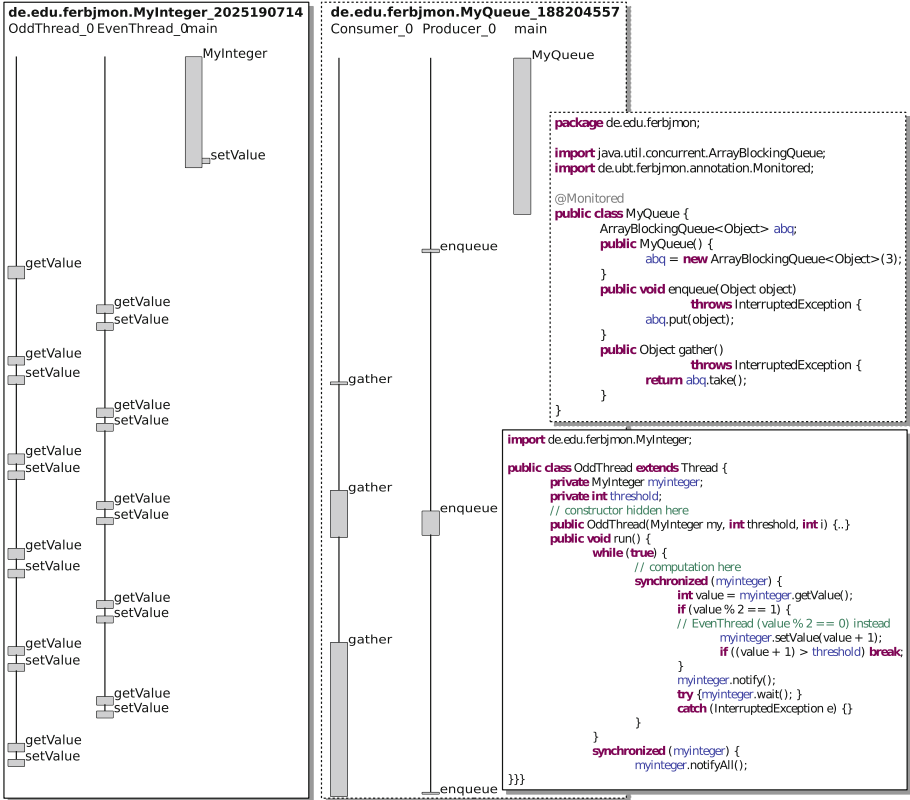 de.edu.ferbjmon.MyInteger_2025190714
OddThread_0 EvenThread_0 main
MyInteger
setValue
getValue
getValue
setValue
getValue
setValue
getValue
setValue
getValue
setValue
getValue
setValue
getValue
setValue
getValue
setValue
getValue
setValue
getValue
setValue
getValue
setValue
de.edu.ferbjmon.MyQueue_188204557
Consumer_0 Producer_0 main
MyQueue
enqueue
gather
gather
enqueue
gather
enqueue
package de.edu.ferbjmon;
import java.util.concurrent.ArrayBlockingQueue;
import de.ubt.ferbjmon.annotation.Monitored;
@Monitored
public class MyQueue {
ArrayBlockingQueue<Object> abq;
public MyQueue() {
abq = new ArrayBlockingQueue<Object>(3);
}
public void enqueue(Object object)
throws InterruptedException {
abq.put(object);
}
public Object gather()
throws InterruptedException {
return abq.take();
}
}
import de.edu.ferbjmon.MyInteger;
public class OddThread extends Thread {
private MyInteger myinteger;
private int threshold;
// constructor hidden here
public OddThread(MyInteger my, int threshold, int i) {..}
public void run() {
while (true) {
// computation here
synchronized (myinteger) {
int value = myinteger.getValue();
if (value % 2 == 1) {
// EvenThread (value % 2 == 0) instead
myinteger.setValue(value + 1);
if ((value + 1) > threshold) break;
}
myinteger.notify();
try {myinteger.wait(); }
catch (InterruptedException e) {}
}
}
synchronized (myinteger) {
myinteger.notifyAll();
}}}